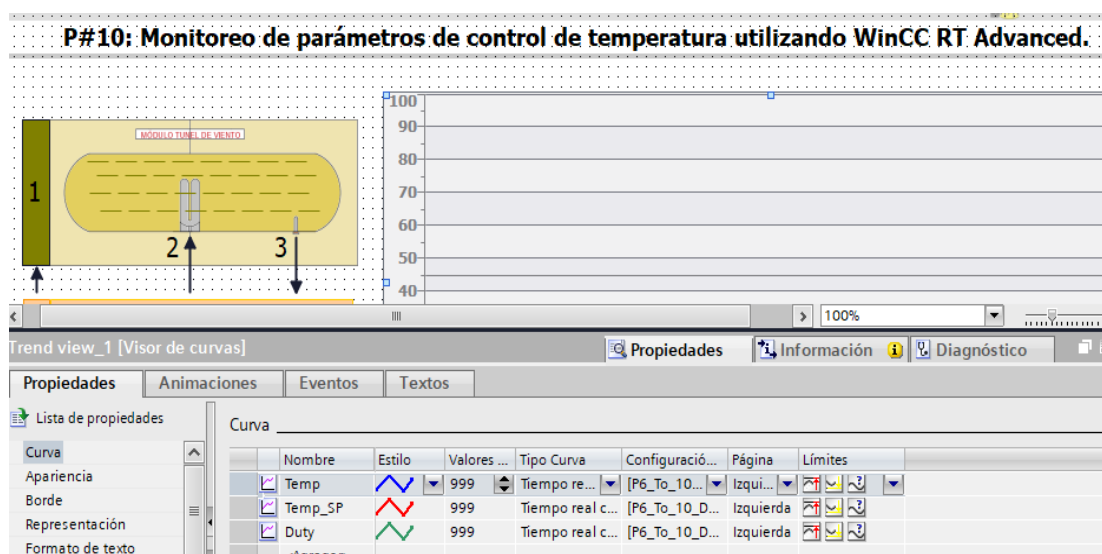 P#10: Monitoreo de parámetros de control de temperatura utilizando WinCC RT Advanced.
MÓDULO TUNEL DE VIENTO
1
2
3
100
90
80
70
60
50
40
100%
Trend view_1 [Visor de curvas]
Propiedades Información Diagnóstico
Propiedades Animaciones Eventos Textos
Lista de propiedades
Curva
Apariencia
Borde
Representación
Formato de texto
Curva
Nombre Estilo Valores ... Tipo Curva Configuració... Página Límites
Temp 999 Tiempo re... [P6_To_10... Izqui...
Temp_SP 999 Tiempo real c... [P6_To_10_D... Izquierda
Duty 999 Tiempo real c... [P6_To_10_D... Izquierda